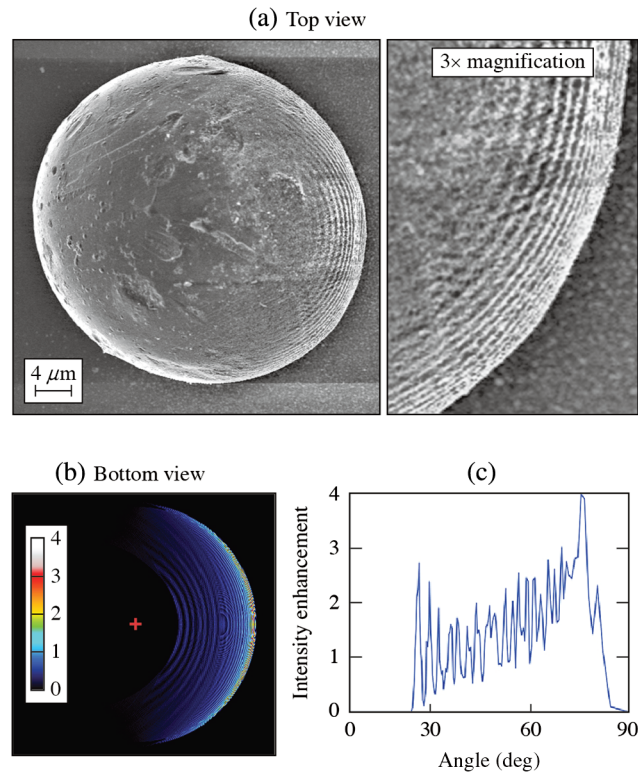 (a) Top view
3× magnification
4 μm
(b) Bottom view
4
3
2
1
0
(c)
Intensity enhancement
4
3
2
1
0
0 30 60 90
Angle (deg)